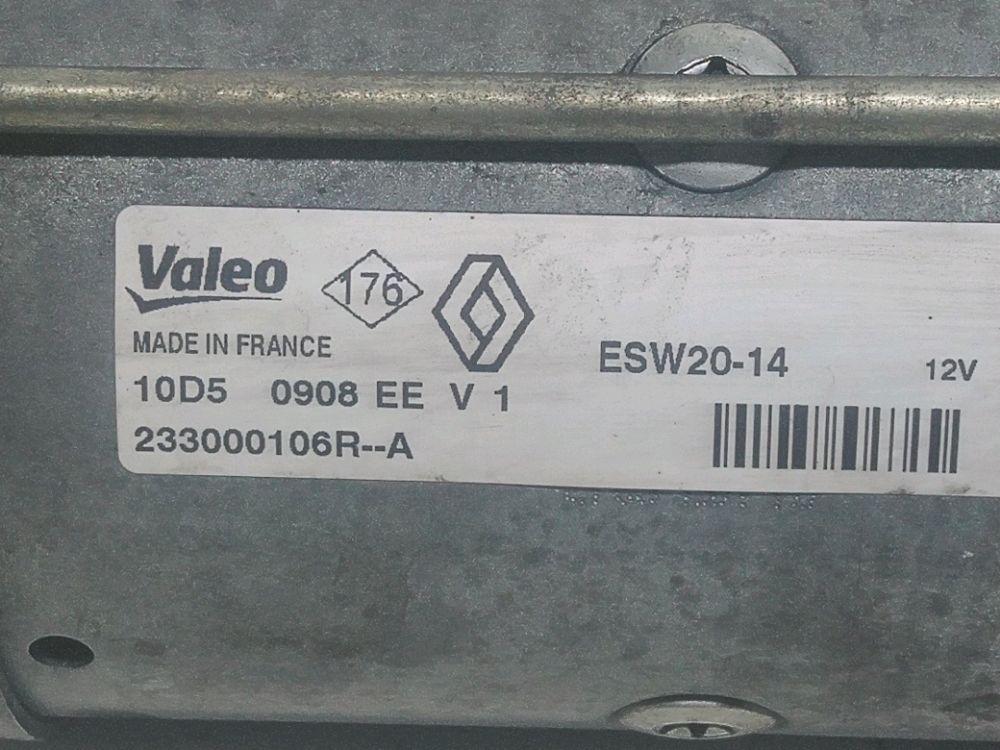 Valeo 176
MADE IN FRANCE
ESW20-14 12V
10D5 0908 EE V 1
233000106R--A